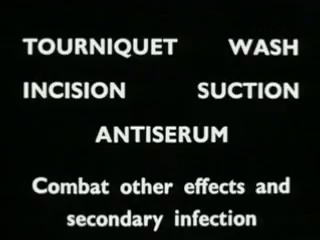 TOURNIQUET WASH
INCISION SUCTION
ANTISERUM
Combat other effects and
secondary infection